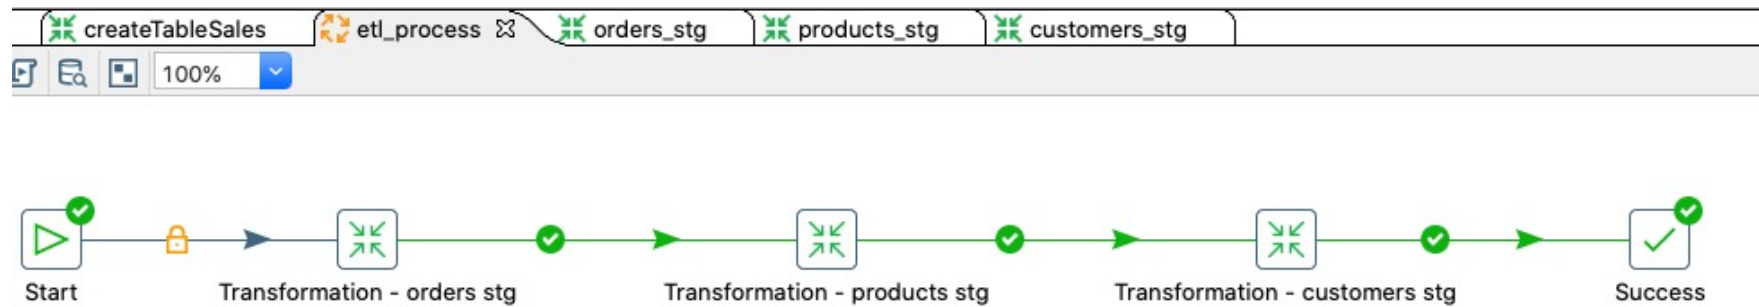 createTableSales etl_process orders_stg products_stg customers_stg
100%
Start Transformation - orders stg Transformation - products stg Transformation - customers stg Success